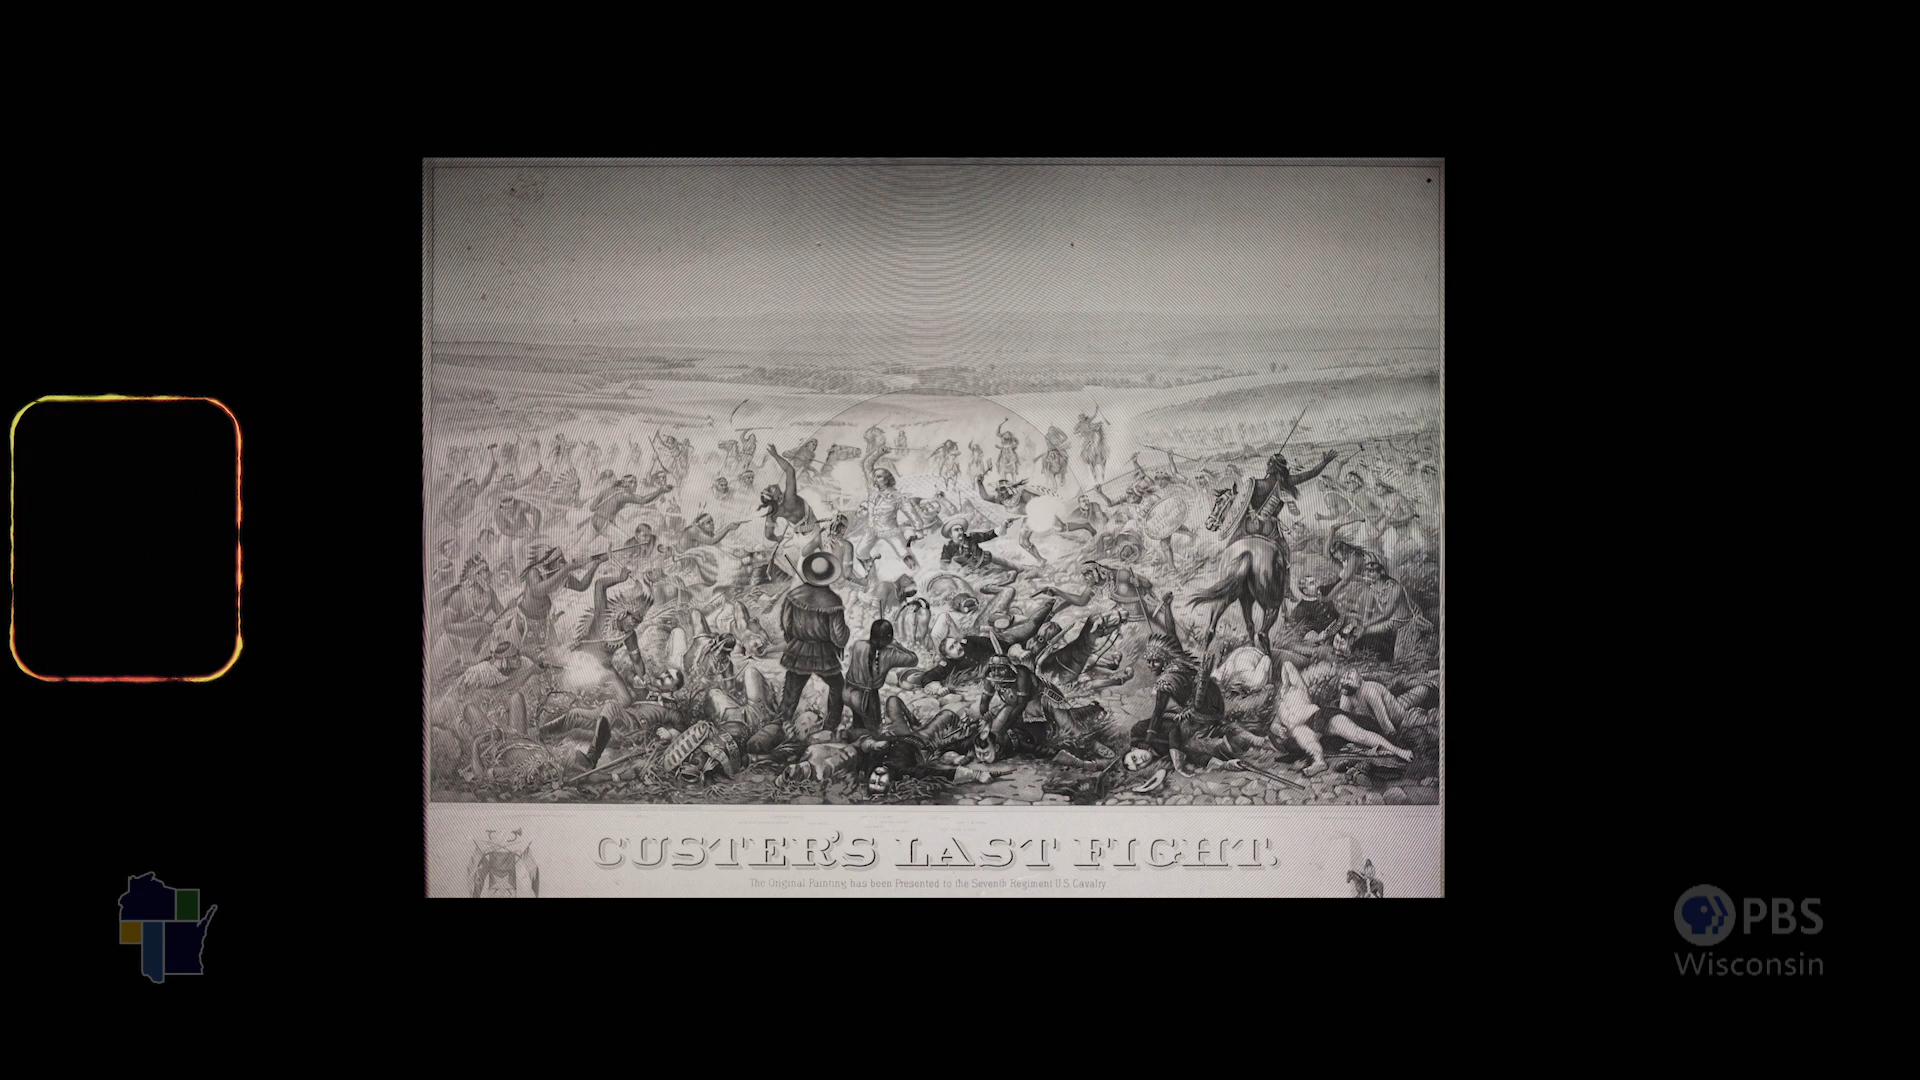 CUSTER'S LAST FIGHT.
The Original Painting has been Presented to the Seventh Regiment U.S. Cavalry
PBS
Wisconsin